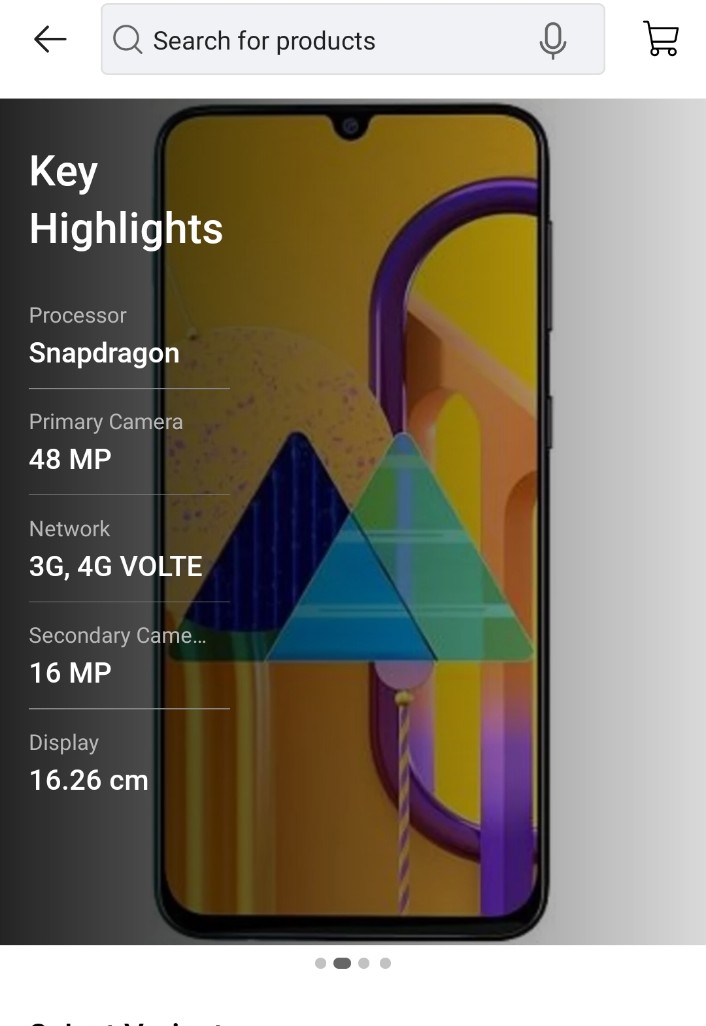 Search for products
Key
Highlights
Processor
Snapdragon
Primary Camera
48 MP
Network
3G, 4G VOLTE
Secondary Came...
16 MP
Display
16.26 cm